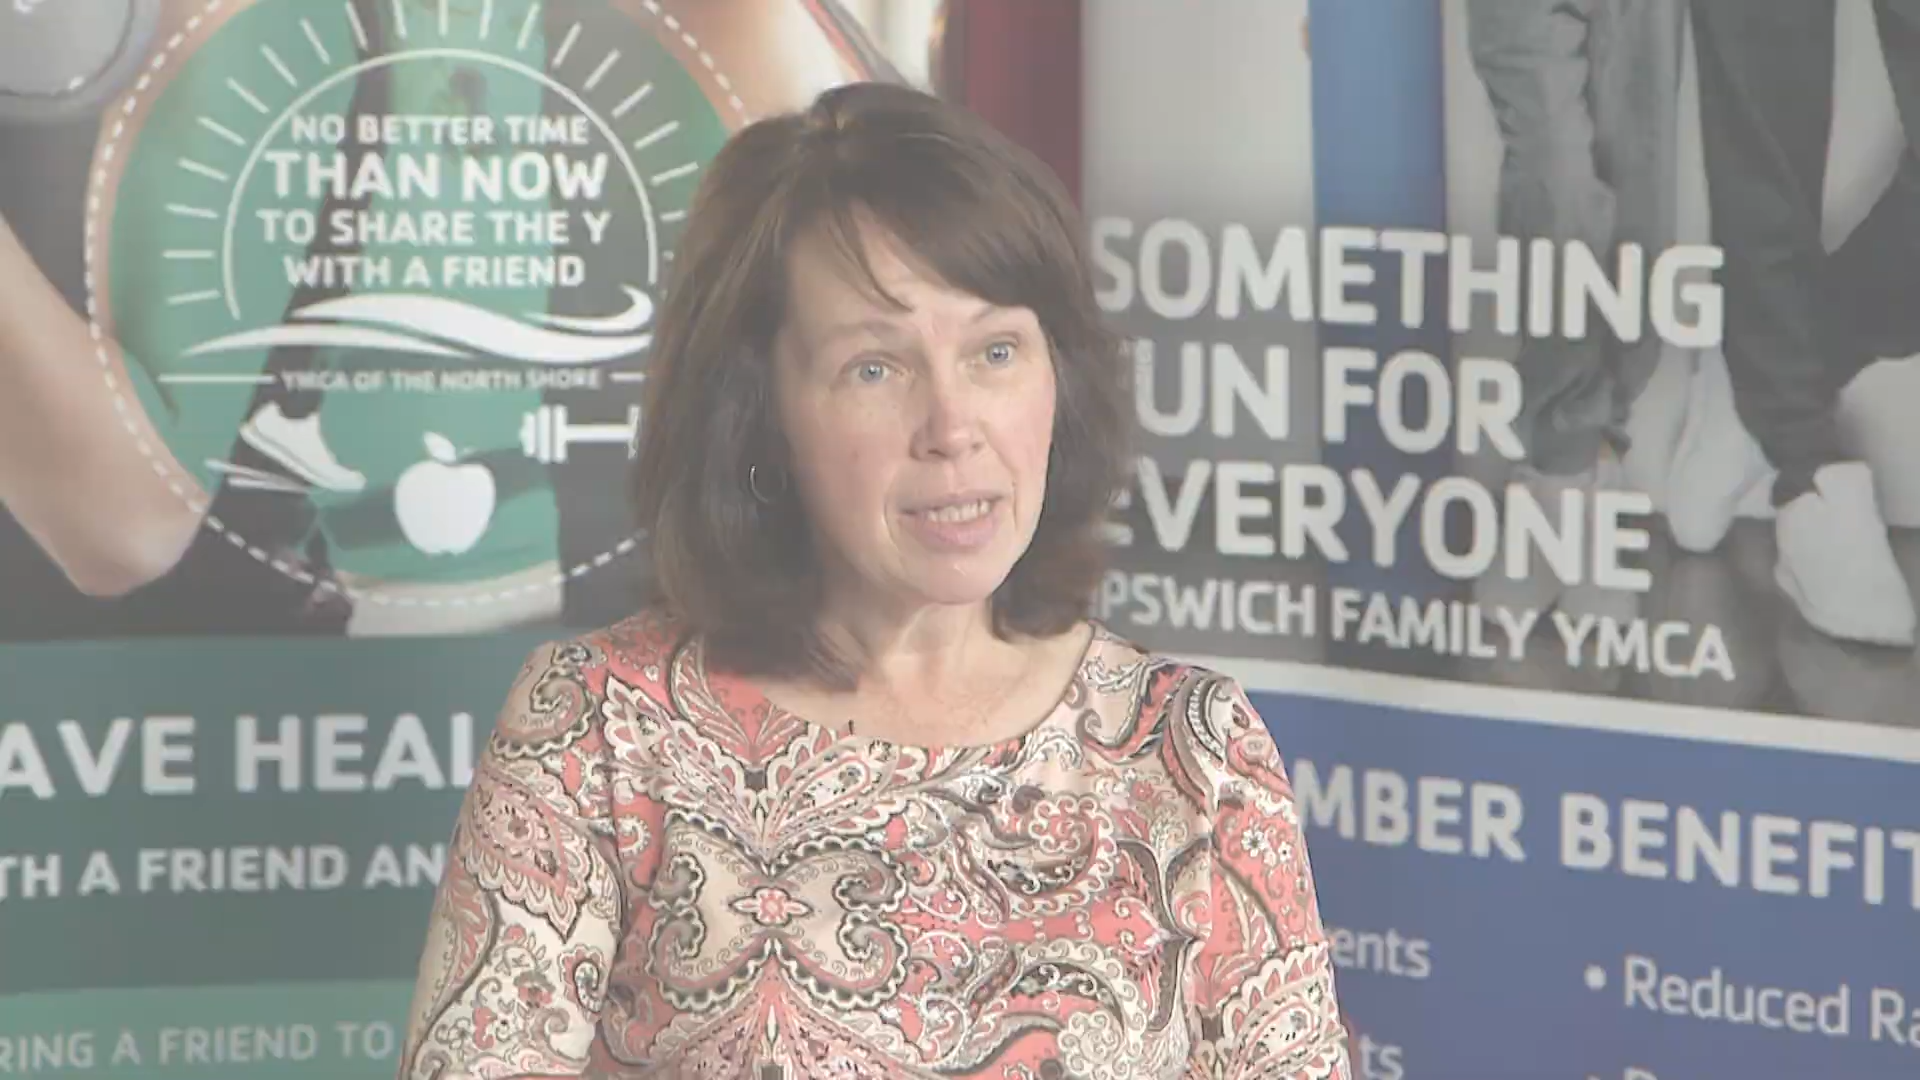 NO BETTER TIME
THAN NOW
TO SHARE THE Y
WITH A FRIEND
YMCA OF THE NORTH SHORE
AVE HEAL
TH A FRIEND AN
RING A FRIEND TO
SOMETHING
UN FOR
EVERYONE
PSWICH FAMILY YMCA
MBER BENEFIT
ents
• Reduced Ra
ts